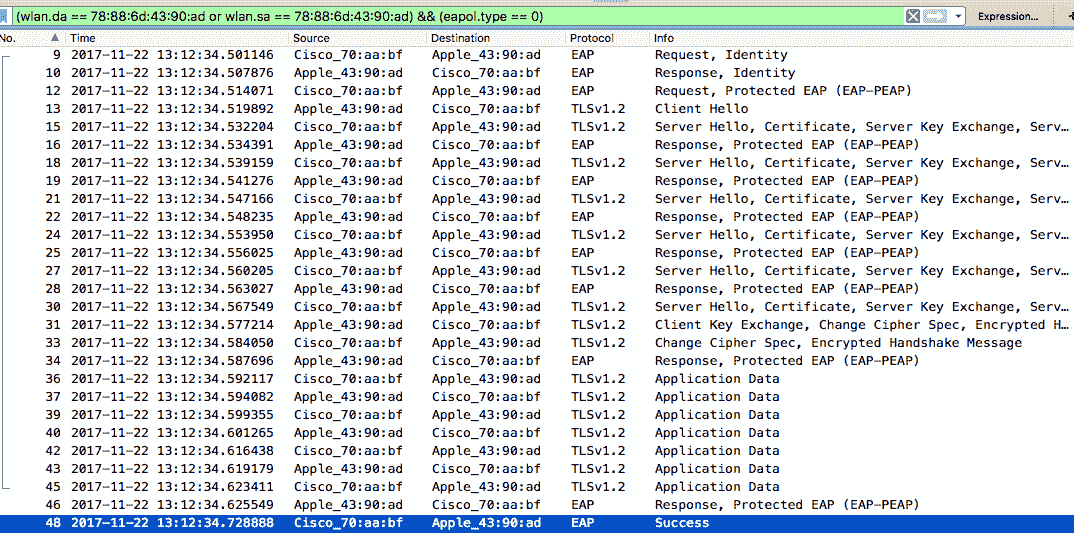 (wlan.da == 78:88:6d:43:90:ad or wlan.sa == 78:88:6d:43:90:ad) && (eapol.type == 0) Expression...
No. Time Source Destination Protocol Info
9 2017-11-22 13:12:34.501146 Cisco_70:aa:bf Apple_43:90:ad EAP Request, Identity
10 2017-11-22 13:12:34.507876 Apple_43:90:ad Cisco_70:aa:bf EAP Response, Identity
12 2017-11-22 13:12:34.514071 Cisco_70:aa:bf Apple_43:90:ad EAP Request, Protected EAP (EAP-PEAP)
13 2017-11-22 13:12:34.519892 Apple_43:90:ad Cisco_70:aa:bf TLSv1.2 Client Hello
15 2017-11-22 13:12:34.532204 Cisco_70:aa:bf Apple_43:90:ad TLSv1.2 Server Hello, Certificate, Server Key Exchange, Serv…
16 2017-11-22 13:12:34.534391 Apple_43:90:ad Cisco_70:aa:bf EAP Response, Protected EAP (EAP-PEAP)
18 2017-11-22 13:12:34.539159 Cisco_70:aa:bf Apple_43:90:ad TLSv1.2 Server Hello, Certificate, Server Key Exchange, Serv…
19 2017-11-22 13:12:34.541276 Apple_43:90:ad Cisco_70:aa:bf EAP Response, Protected EAP (EAP-PEAP)
21 2017-11-22 13:12:34.547166 Cisco_70:aa:bf Apple_43:90:ad TLSv1.2 Server Hello, Certificate, Server Key Exchange, Serv…
22 2017-11-22 13:12:34.548235 Apple_43:90:ad Cisco_70:aa:bf EAP Response, Protected EAP (EAP-PEAP)
24 2017-11-22 13:12:34.553950 Cisco_70:aa:bf Apple_43:90:ad TLSv1.2 Server Hello, Certificate, Server Key Exchange, Serv…
25 2017-11-22 13:12:34.556025 Apple_43:90:ad Cisco_70:aa:bf EAP Response, Protected EAP (EAP-PEAP)
27 2017-11-22 13:12:34.560205 Cisco_70:aa:bf Apple_43:90:ad TLSv1.2 Server Hello, Certificate, Server Key Exchange, Serv…
28 2017-11-22 13:12:34.563027 Apple_43:90:ad Cisco_70:aa:bf EAP Response, Protected EAP (EAP-PEAP)
30 2017-11-22 13:12:34.567549 Cisco_70:aa:bf Apple_43:90:ad TLSv1.2 Server Hello, Certificate, Server Key Exchange, Serv…
31 2017-11-22 13:12:34.577214 Apple_43:90:ad Cisco_70:aa:bf TLSv1.2 Client Key Exchange, Change Cipher Spec, Encrypted H…
33 2017-11-22 13:12:34.584050 Cisco_70:aa:bf Apple_43:90:ad TLSv1.2 Change Cipher Spec, Encrypted Handshake Message
34 2017-11-22 13:12:34.587696 Apple_43:90:ad Cisco_70:aa:bf EAP Response, Protected EAP (EAP-PEAP)
36 2017-11-22 13:12:34.592117 Cisco_70:aa:bf Apple_43:90:ad TLSv1.2 Application Data
37 2017-11-22 13:12:34.594082 Apple_43:90:ad Cisco_70:aa:bf TLSv1.2 Application Data
39 2017-11-22 13:12:34.599355 Cisco_70:aa:bf Apple_43:90:ad TLSv1.2 Application Data
40 2017-11-22 13:12:34.601265 Apple_43:90:ad Cisco_70:aa:bf TLSv1.2 Application Data
42 2017-11-22 13:12:34.616438 Cisco_70:aa:bf Apple_43:90:ad TLSv1.2 Application Data
43 2017-11-22 13:12:34.619179 Apple_43:90:ad Cisco_70:aa:bf TLSv1.2 Application Data
45 2017-11-22 13:12:34.623411 Cisco_70:aa:bf Apple_43:90:ad TLSv1.2 Application Data
46 2017-11-22 13:12:34.625549 Apple_43:90:ad Cisco_70:aa:bf EAP Response, Protected EAP (EAP-PEAP)
48 2017-11-22 13:12:34.728888 Cisco_70:aa:bf Apple_43:90:ad EAP Success